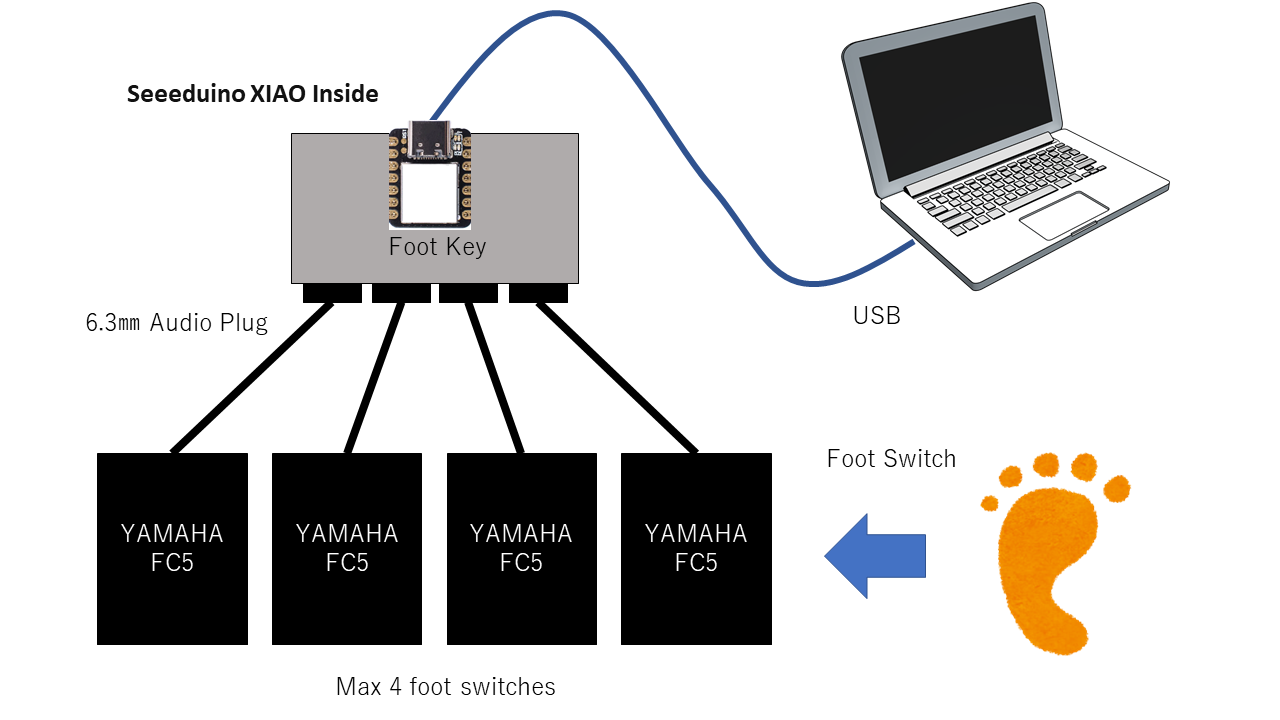 Seeeduino XIAO Inside
Foot Key
6.3㎜ Audio Plug
USB
Foot Switch
YAMAHA
FC5
YAMAHA
FC5
YAMAHA
FC5
YAMAHA
FC5
Max 4 foot switches